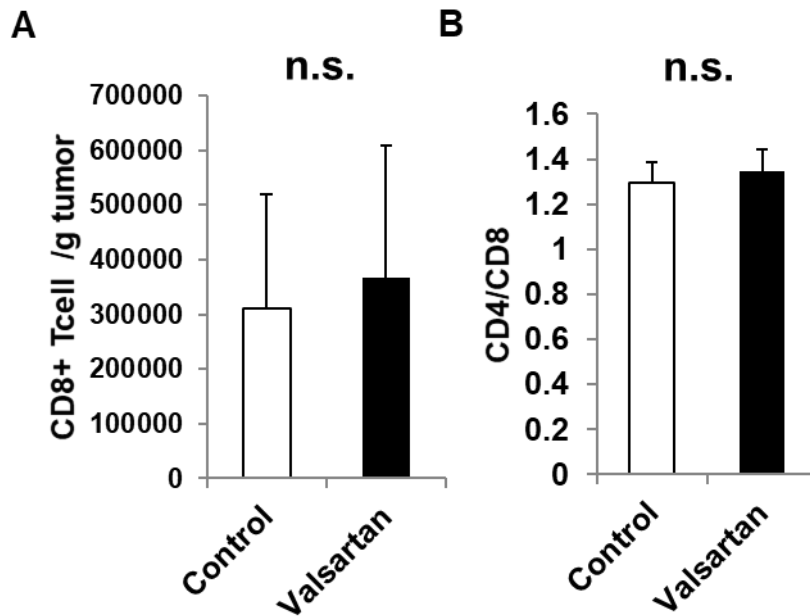 A
n.s.
CD8+ Tcell /g tumor
700000
600000
500000
400000
300000
200000
100000
0
Control
Valsartan
B
n.s.
CD4/CD8
1.6
1.4
1.2
1
0.8
0.6
0.4
0.2
0
Control
Valsartan